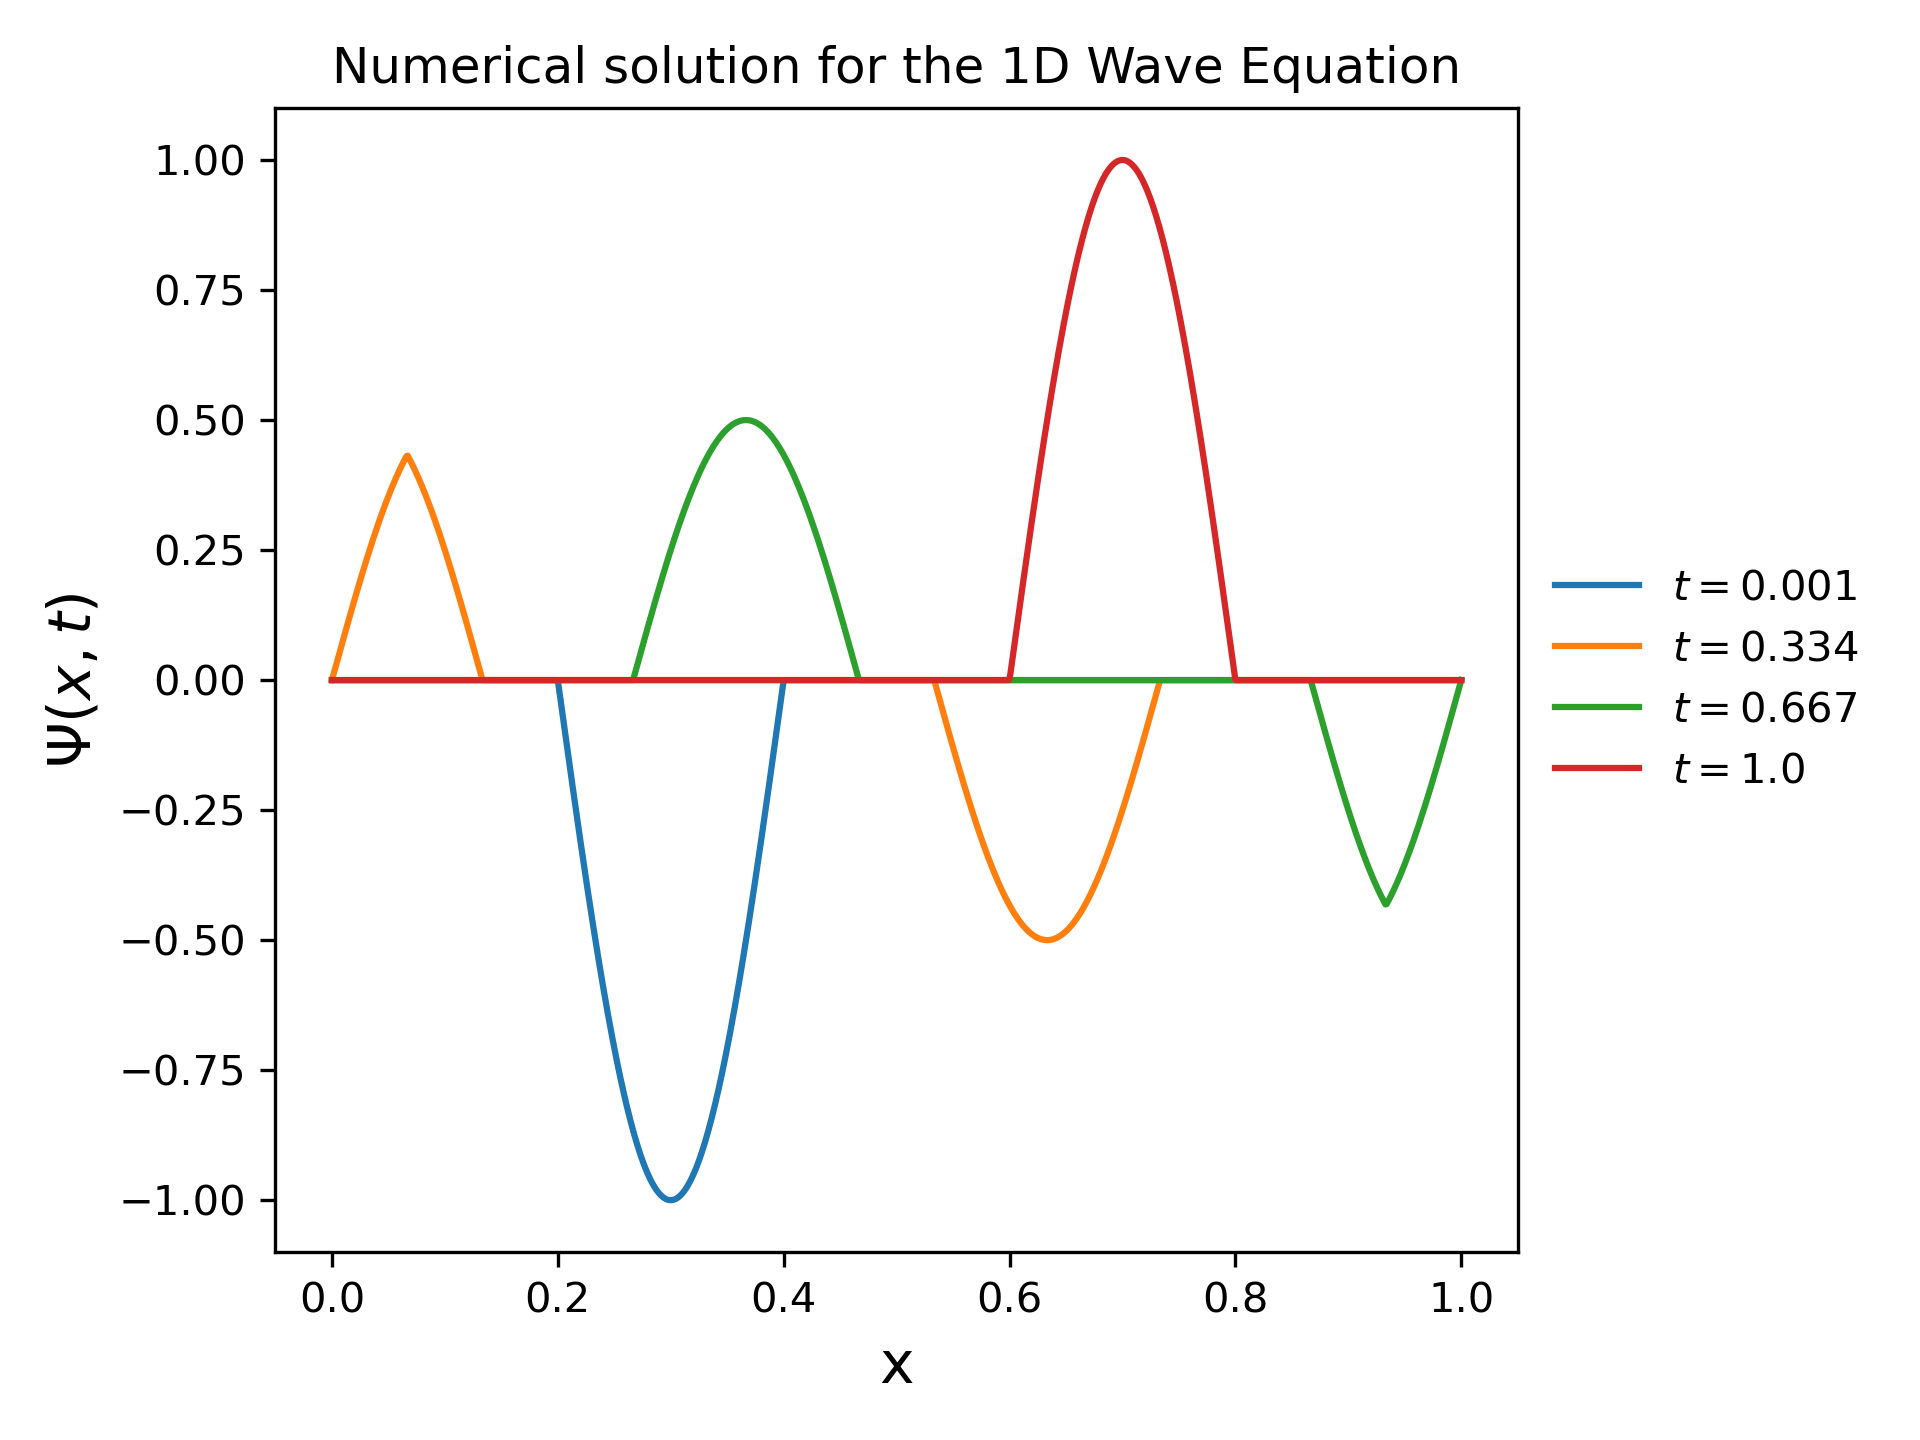 Numerical solution for the 1D Wave Equation
1.00
0.75
0.50
0.25
0.00
−0.25
−0.50
−0.75
−1.00
Ψ(x, t)
0.0 0.2 0.4 0.6 0.8 1.0
x
t = 0.001
t = 0.334
t = 0.667
t = 1.0